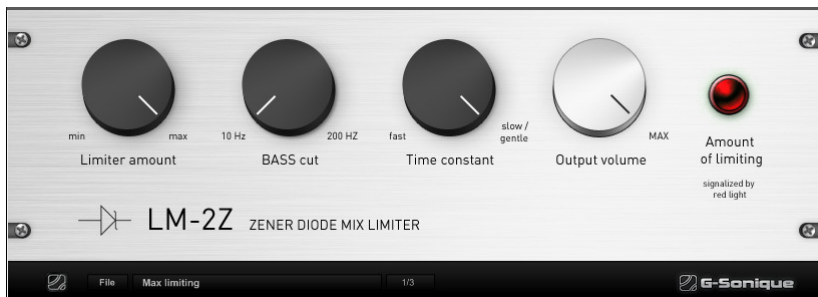 min
max
Limiter amount
10 Hz
200 HZ
BASS cut
fast
slow /
gentle
Time constant
MAX
Output volume
Amount
of limiting
signalized by
red light
LM-2Z ZENER DIODE MIX LIMITER
File
Max limiting
1/3
G-Sonique